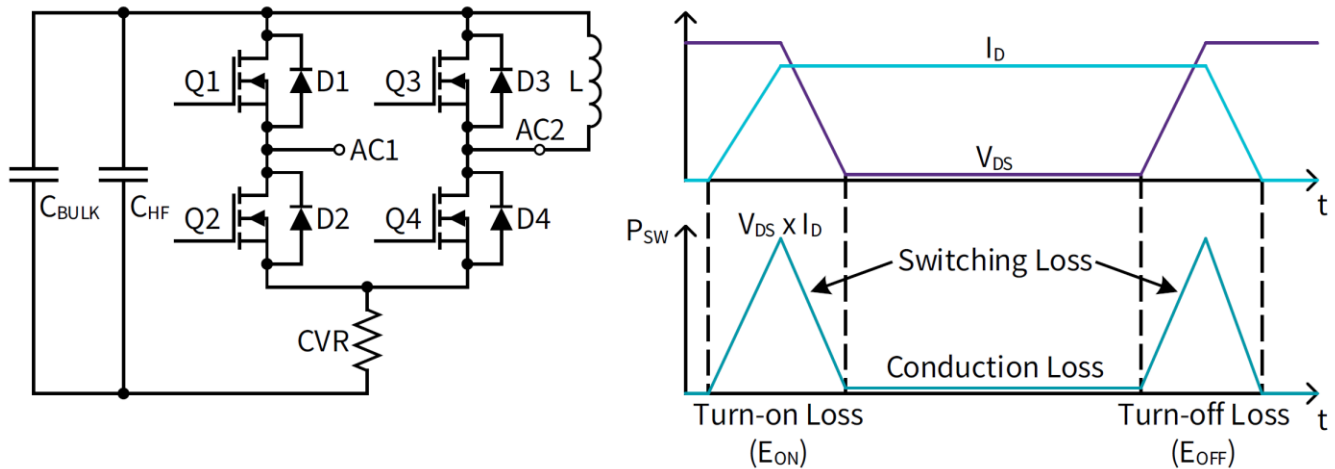 Q1
D1
Q3
D3
L
AC1
AC2
C_BULK
C_HF
Q2
D2
Q4
D4
CVR
I_D
V_DS
t
P_SW
V_DS x I_D
Switching Loss
Conduction Loss
Turn-on Loss
(E_ON)
Turn-off Loss
(E_OFF)
t